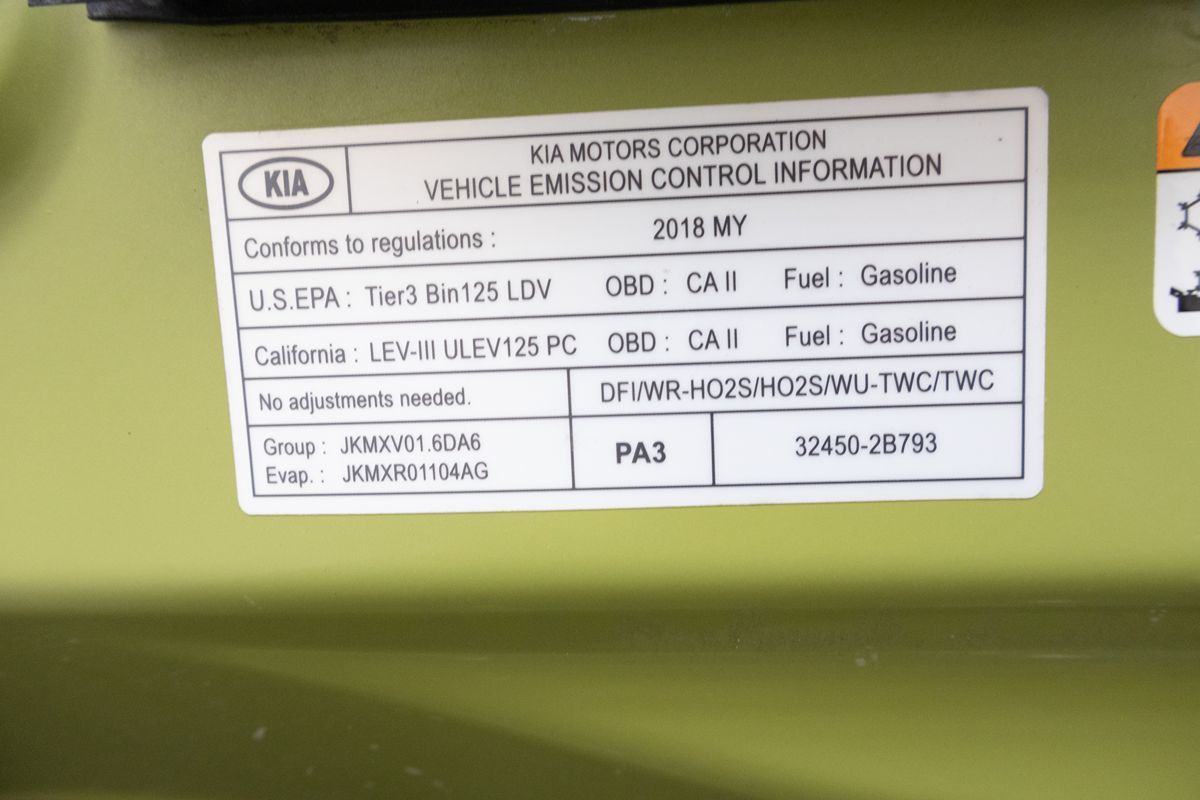 KIA
KIA MOTORS CORPORATION
VEHICLE EMISSION CONTROL INFORMATION
Conforms to regulations : 2018 MY
U.S.EPA : Tier3 Bin125 LDV OBD : CA II Fuel : Gasoline
California : LEV-III ULEV125 PC OBD : CA II Fuel : Gasoline
No adjustments needed. DFI/WR-HO2S/HO2S/WU-TWC/TWC
Group : JKMXV01.6DA6
Evap. : JKMXR01104AG
PA3
32450-2B793